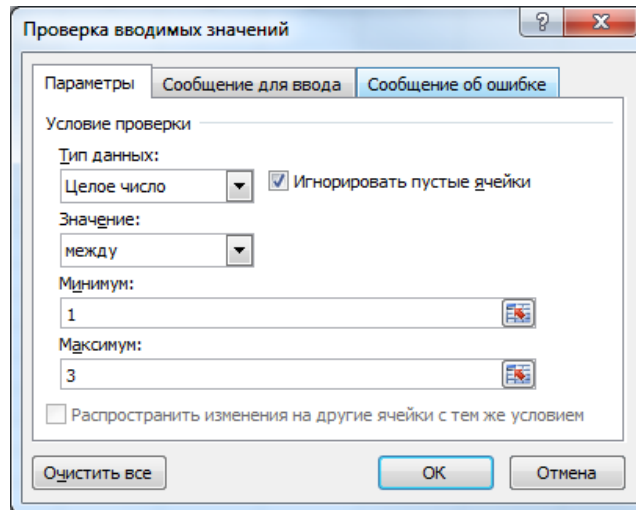 Проверка вводимых значений
Параметры Сообщение для ввода Сообщение об ошибке
Условие проверки
Тип данных:
Целое число Игнорировать пустые ячейки
Значение:
между
Минимум:
1
Максимум:
3
Распространить изменения на другие ячейки с тем же условием
Очистить все ОК Отмена